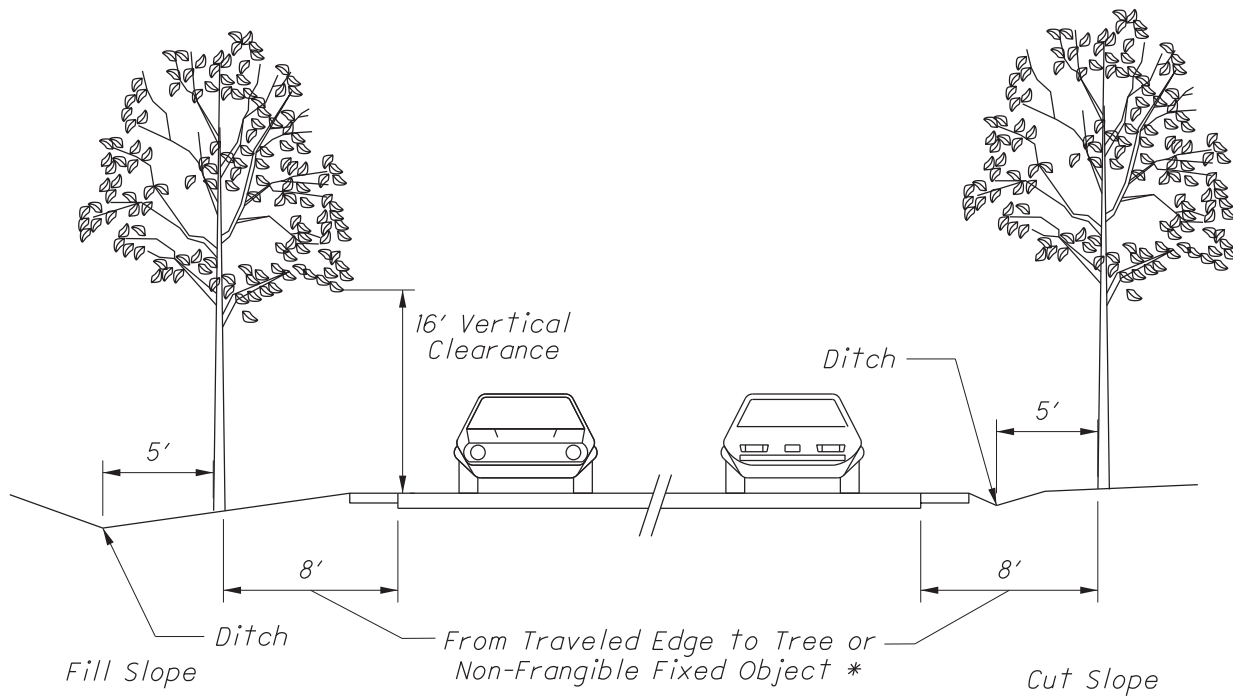 16' Vertical
Clearance
Ditch
5'
5'
8'
8'
Ditch
From Traveled Edge to Tree or
Non-Frangible Fixed Object *
Fill Slope
Cut Slope